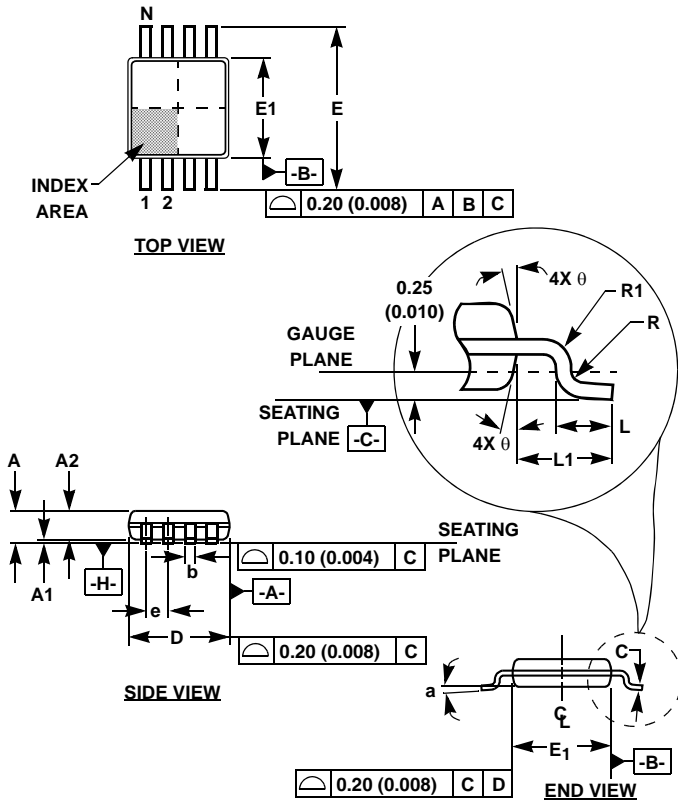 N
E1
E
-B-
INDEX
AREA
1 2
0.20 (0.008) A B C
TOP VIEW
0.25
(0.010)
4X θ
R1
R
GAUGE
PLANE
SEATING
PLANE
-C-
4X θ
L
L1
A A2
SEATING
PLANE
A1
-H-
b
0.10 (0.004) C
e
-A-
D
0.20 (0.008) C
SIDE VIEW
C
a
CL
E1
-B-
0.20 (0.008) C D
END VIEW